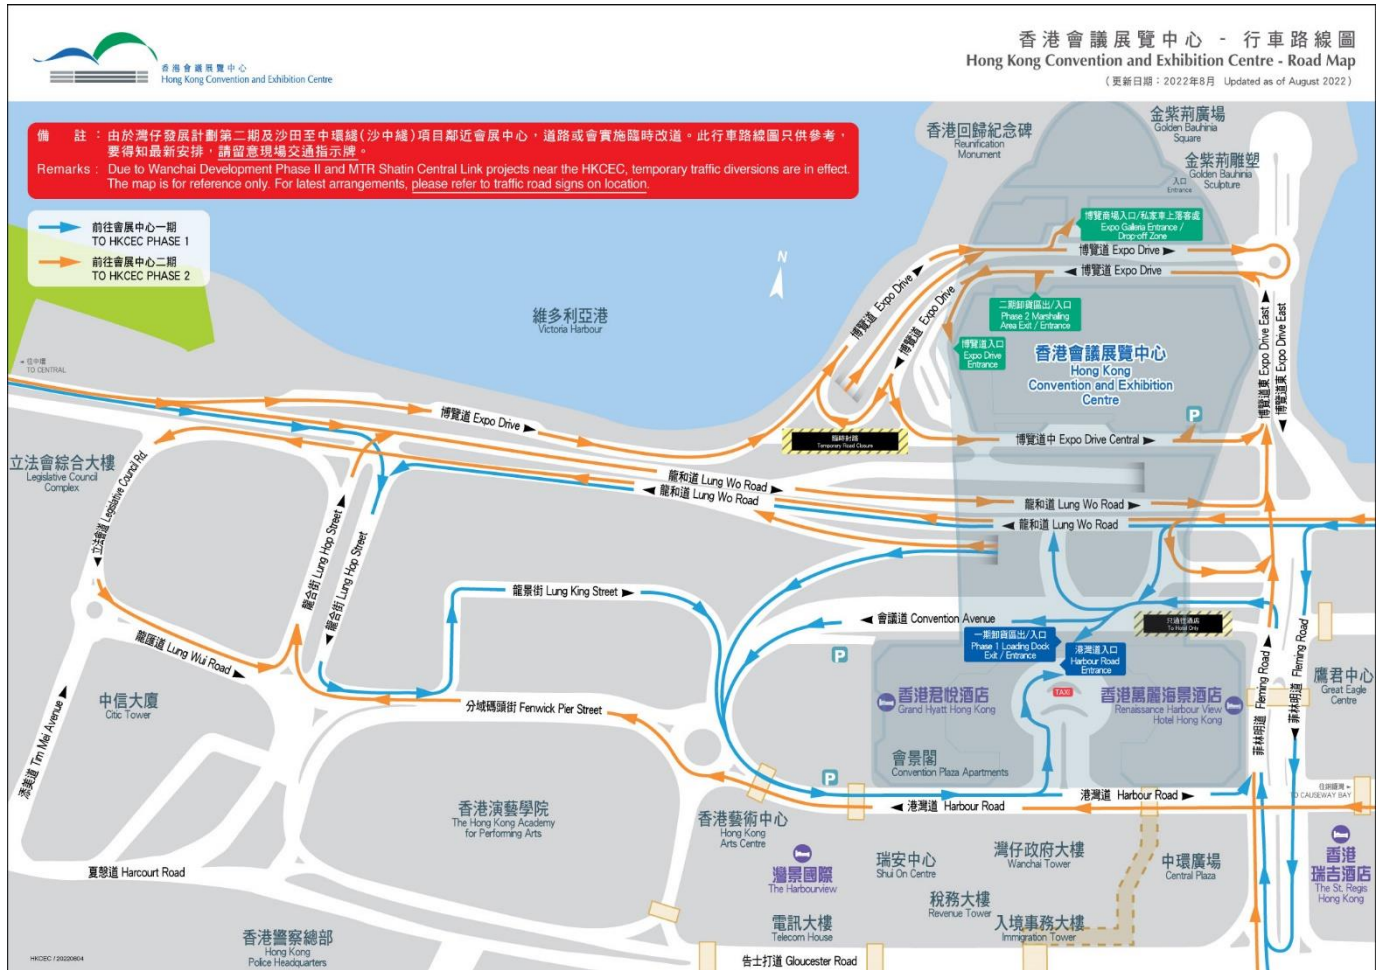 香港會議展覽中心
Hong Kong Convention and Exhibition Centre
香港會議展覽中心 - 行車路線圖
Hong Kong Convention and Exhibition Centre - Road Map
(更新日期：2022年8月 Updated as of August 2022)
備 註：由於灣仔發展計劃第二期及沙田至中環綫(沙中綫)項目鄰近會展中心，道路或會實施臨時改道。此行車路線圖只供參考，
要得知最新安排，請留意現場交通指示牌。
Remarks : Due to Wanchai Development Phase II and MTR Shatin Central Link projects near the HKCEC, temporary traffic diversions are in effect.
The map is for reference only. For latest arrangements, please refer to traffic road signs on location.
前往會展中心一期
TO HKCEC PHASE 1
前往會展中心二期
TO HKCEC PHASE 2
香港回歸紀念碑
Reunification
Monument
金紫荊廣場
Golden Bauhinia
Square
金紫荊雕塑
Golden Bauhinia
Sculpture
入口
Entrance
博覽商場入口/私家車上落客處
Expo Galleria Entrance /
Drop-off Zone
N
維多利亞港
Victoria Harbour
博覽道 Expo Drive
博覽道 Expo Drive
博覽道 Expo Drive
博覽道 Expo Drive
二期卸貨區出/入口
Phase 2 Marshaling
Area Exit / Entrance
博覽道入口
Expo Drive
Entrance
香港會議展覽中心
Hong Kong
Convention and Exhibition
Centre
博覽道東 Expo Drive East
博覽道東 Expo Drive East
往中環
TO CENTRAL
博覽道 Expo Drive
臨時封路
Temporary Road Closure
P
博覽道中 Expo Drive Central
立法會綜合大樓
Legislative Council
Complex
立法會道 Legislative Council Rd.
龍和道 Lung Wo Road
龍和道 Lung Wo Road
龍和道 Lung Wo Road
龍和道 Lung Wo Road
龍合街 Lung Hop Street
龍合街 Lung Hop Street
龍景街 Lung King Street
會議道 Convention Avenue
只通往酒店
To Hotel Only
一期卸貨區出/入口
Phase 1 Loading Dock
Exit / Entrance
港灣道入口
Harbour Road
Entrance
P
龍匯道 Lung Wui Road
中信大廈
Citic Tower
添美道 Tim Mei Avenue
分域碼頭街 Fenwick Pier Street
香港君悅酒店
Grand Hyatt Hong Kong
TAXI
香港萬麗海景酒店
Renaissance Harbour View
Hotel Hong Kong
菲林明道 Fleming Road
菲林明道 Fleming Road
鷹君中心
Great Eagle
Centre
會景閣
Convention Plaza Apartments
P
港灣道 Harbour Road
港灣道 Harbour Road
往銅鑼灣
TO CAUSEWAY BAY
香港演藝學院
The Hong Kong Academy
for Performing Arts
香港藝術中心
Hong Kong
Arts Centre
灣景國際
The Harbourview
瑞安中心
Shui On Centre
灣仔政府大樓
Wanchai Tower
中環廣場
Central Plaza
香港
瑞吉酒店
The St. Regis
Hong Kong
夏慤道 Harcourt Road
稅務大樓
Revenue Tower
電訊大樓
Telecom House
入境事務大樓
Immigration Tower
香港警察總部
Hong Kong
Police Headquarters
告士打道 Gloucester Road
HKCEC / 20220804